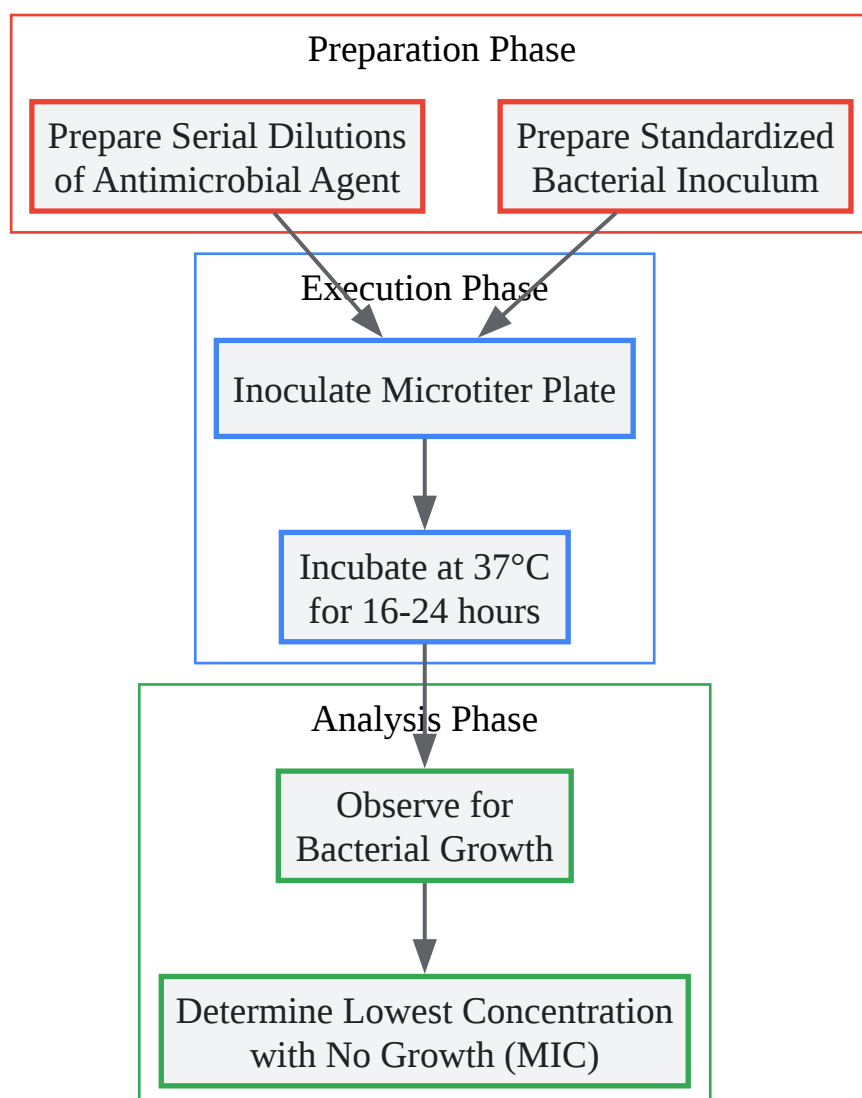 Preparation Phase
Prepare Serial Dilutions
of Antimicrobial Agent
Prepare Standardized
Bacterial Inoculum
Execution Phase
Inoculate Microtiter Plate
Incubate at 37°C
for 16-24 hours
Analysis Phase
Observe for
Bacterial Growth
Determine Lowest Concentration
with No Growth (MIC)